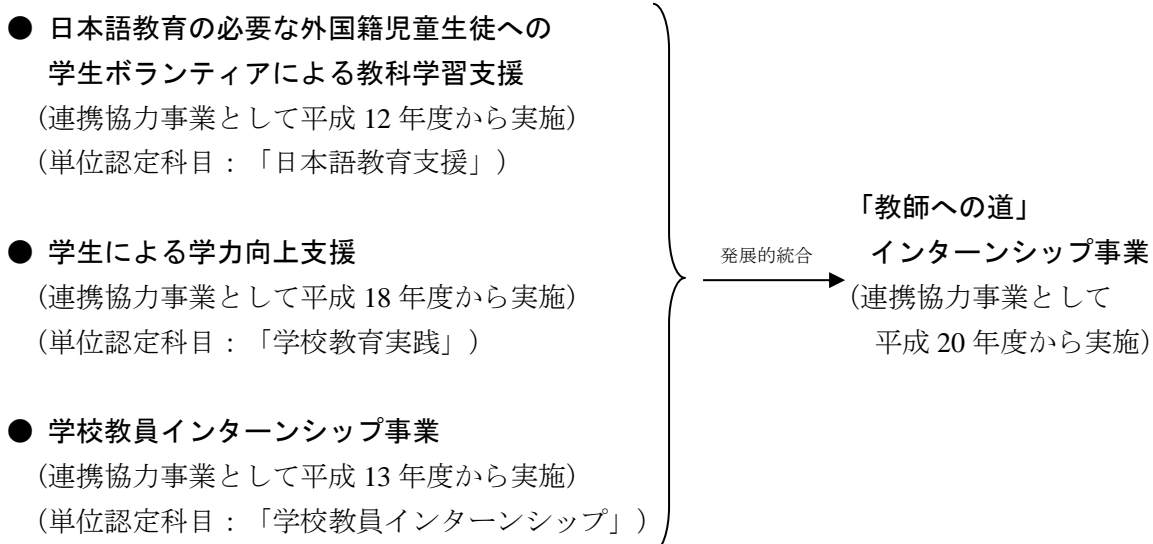 ● 日本語教育の必要な外国籍児童生徒への
学生ボランティアによる教科学習支援
(連携協力事業として平成 12 年度から実施)
(単位認定科目:「日本語教育支援」)
● 学生による学力向上支援
(連携協力事業として平成 18 年度から実施)
(単位認定科目:「学校教育実践」)
● 学校教員インターンシップ事業
(連携協力事業として平成 13 年度から実施)
(単位認定科目:「学校教員インターンシップ」)
発展的統合
「教師への道」
インターンシップ事業
(連携協力事業として
平成 20 年度から実施)